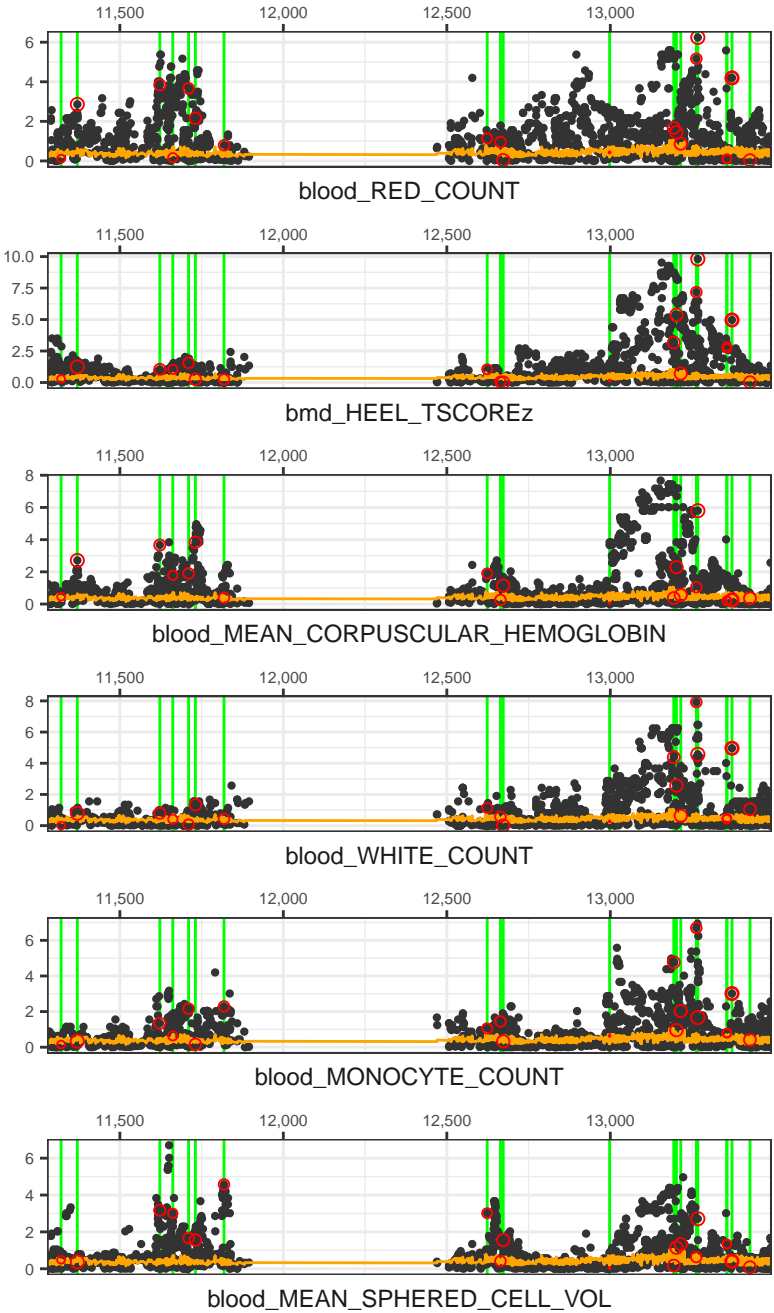 11,500 12,000 12,500 13,000
6
4
2
0
blood_RED_COUNT
11,500 12,000 12,500 13,000
10.0
7.5
5.0
2.5
0.0
bmd_HEEL_TSCOREz
11,500 12,000 12,500 13,000
8
6
4
2
0
blood_MEAN_CORPUSCULAR_HEMOGLOBIN
11,500 12,000 12,500 13,000
8
6
4
2
0
blood_WHITE_COUNT
11,500 12,000 12,500 13,000
6
4
2
0
blood_MONOCYTE_COUNT
11,500 12,000 12,500 13,000
6
4
2
0
blood_MEAN_SPHERED_CELL_VOL